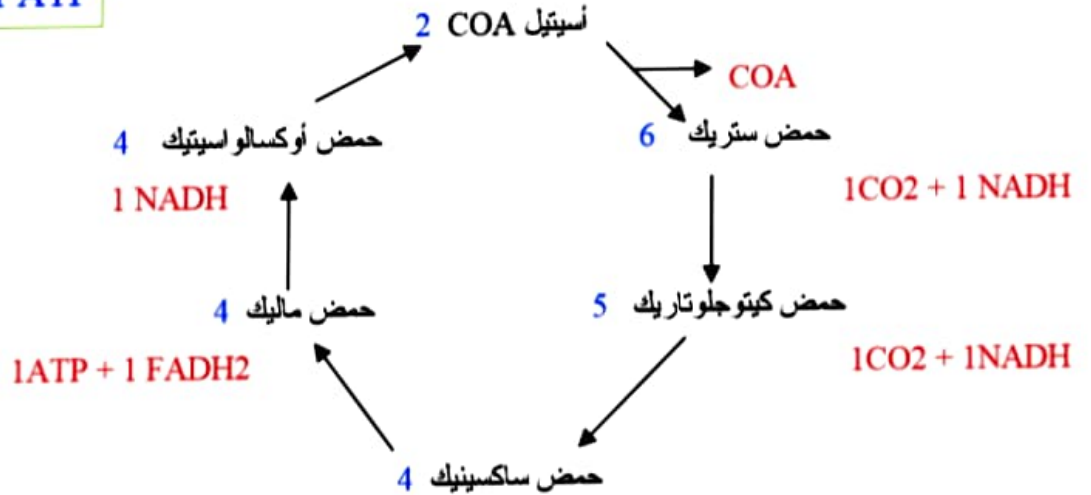 2 أسيتيل COA
COA
4 حمض أوكسالو اسيتيك
6 حمض ستريك
1 NADH
1CO2 + 1 NADH
4 حمض ماليك
5 حمض كيتوجلوتاريك
1ATP + 1 FADH2
1CO2 + 1NADH
4 حمض ساكسينيك